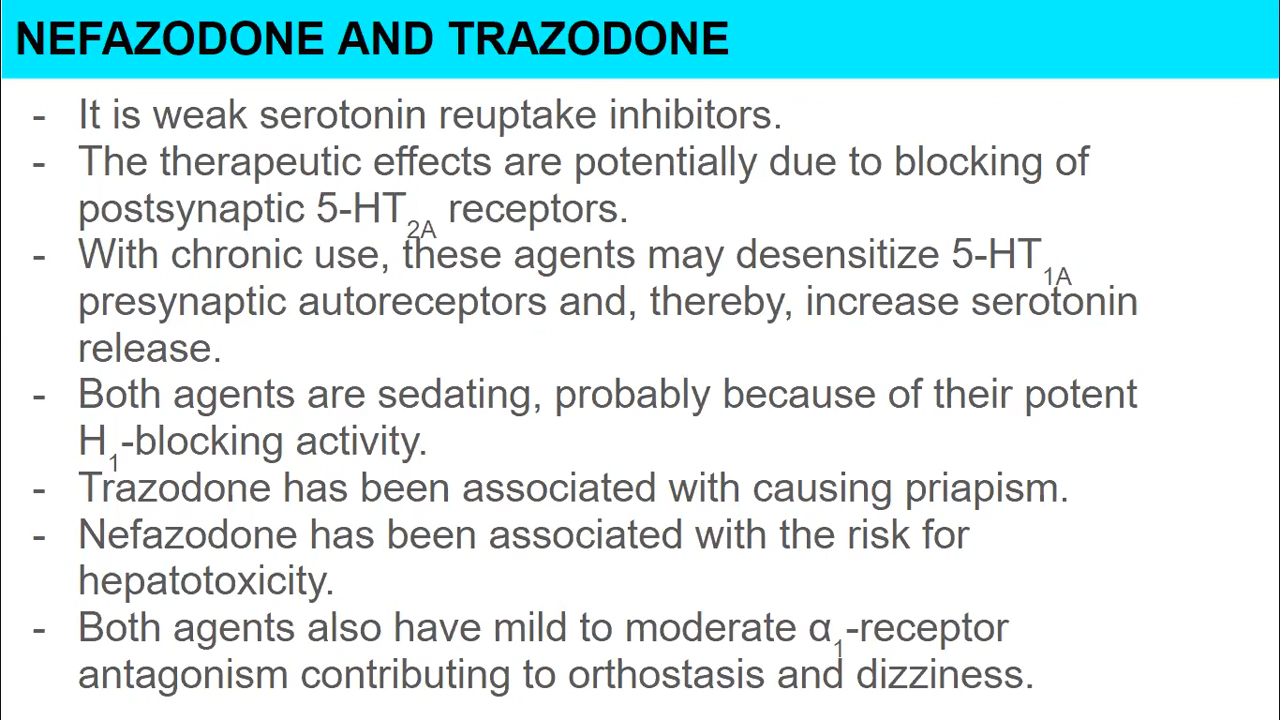 NEFAZODONE AND TRAZODONE
- It is weak serotonin reuptake inhibitors.
- The therapeutic effects are potentially due to blocking of
postsynaptic 5-HT2A receptors.
- With chronic use, these agents may desensitize 5-HT1A
presynaptic autoreceptors and, thereby, increase serotonin
release.
- Both agents are sedating, probably because of their potent
H1-blocking activity.
- Trazodone has been associated with causing priapism.
- Nefazodone has been associated with the risk for
hepatotoxicity.
- Both agents also have mild to moderate α1-receptor
antagonism contributing to orthostasis and dizziness.